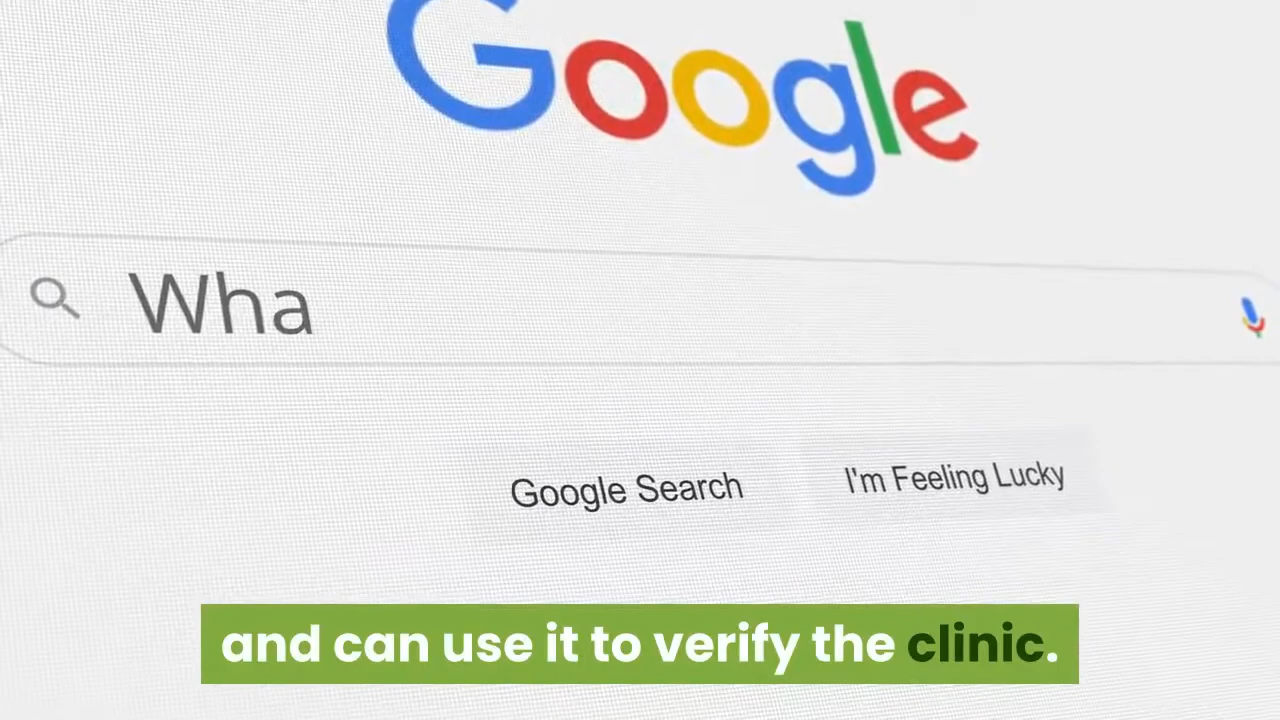 Google
Wha
Google Search
I'm Feeling Lucky
and can use it to verify the clinic.